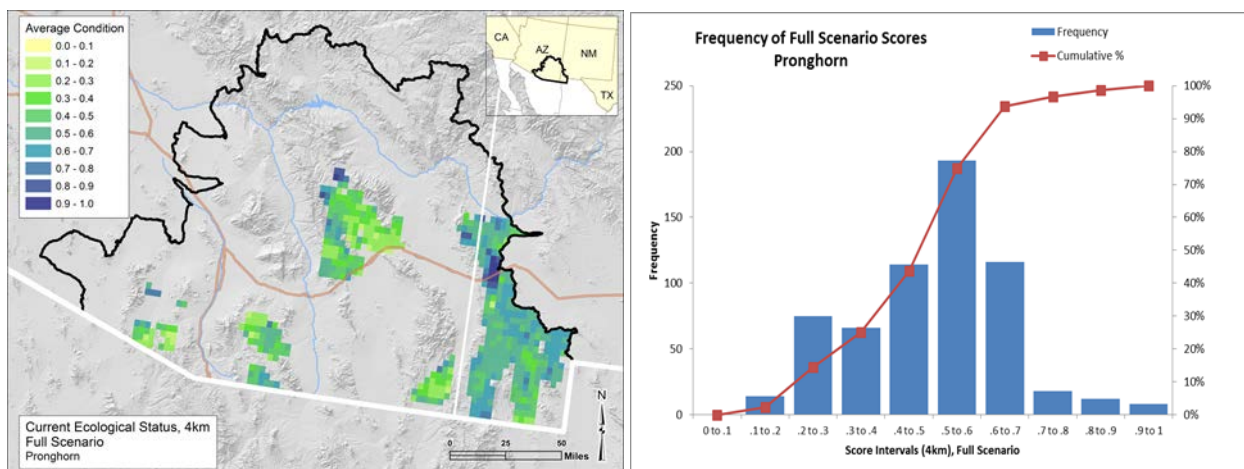 Average Condition
0.0 - 0.1
0.1 - 0.2
0.2 - 0.3
0.3 - 0.4
0.4 - 0.5
0.5 - 0.6
0.6 - 0.7
0.7 - 0.8
0.8 - 0.9
0.9 - 1.0
CA
AZ
NM
TX
N
0 25 50
Miles
Current Ecological Status, 4km
Full Scenario
Pronghorn
Frequency of Full Scenario Scores
Pronghorn
Frequency
Cumulative %
250
200
150
100
50
0
Frequency
100%
90%
80%
70%
60%
50%
40%
30%
20%
10%
0%
0 to .1 .1 to .2 .2 to .3 .3 to .4 .4 to .5 .5 to .6 .6 to .7 .7 to .8 .8 to .9 .9 to 1
Score Intervals (4km), Full Scenario